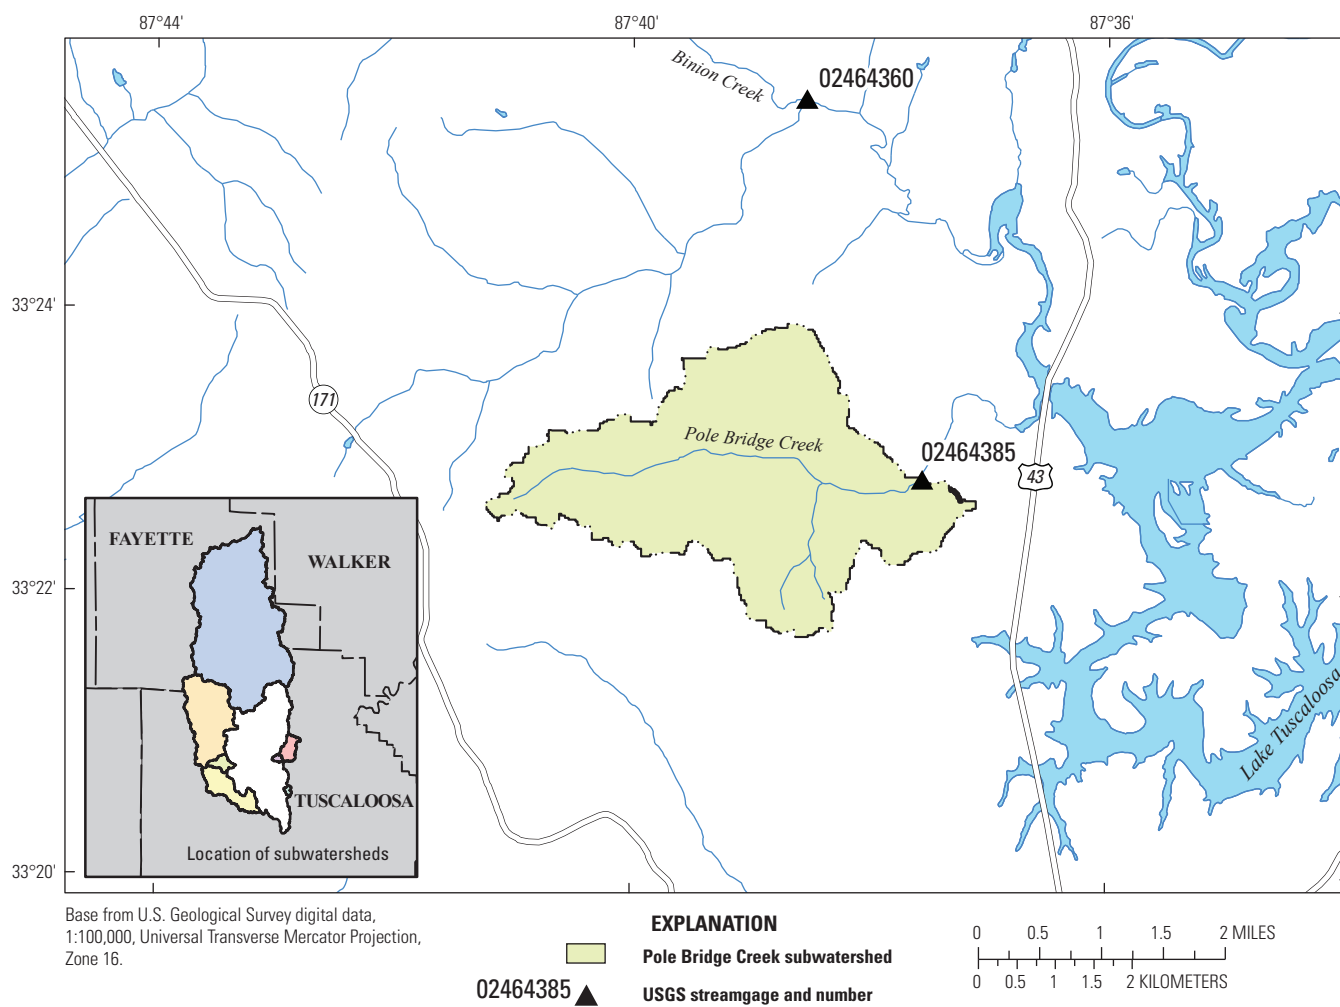 87°44'
87°40'
87°36'
Binion Creek
02464360
33°24'
171
Pole Bridge Creek
02464385
43
FAYETTE
WALKER
33°22'
TUSCALOOSA
Lake Tuscaloosa
Location of subwatersheds
33°20'
Base from U.S. Geological Survey digital data,
1:100,000, Universal Transverse Mercator Projection,
Zone 16.
EXPLANATION
Pole Bridge Creek subwatershed
02464385 USGS streamgage and number
0 0.5 1 1.5 2 MILES
0 0.5 1 1.5 2 KILOMETERS